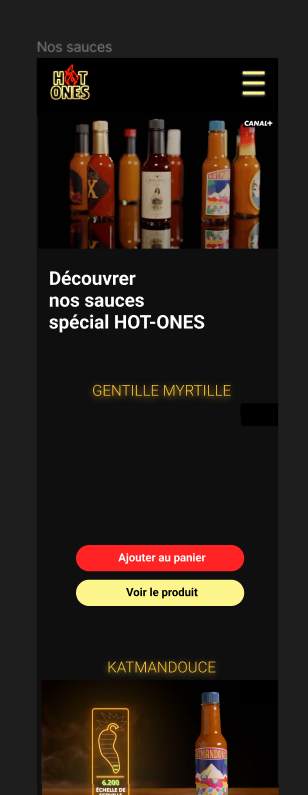 Nos sauces
HOT
ONES
CANAL+
Découvrer
nos sauces
spécial HOT-ONES
GENTILLE MYRTILLE
Ajouter au panier
Voir le produit
KATMANDOUCE
6.200
ÉCHELLE DE
SCOVILLE